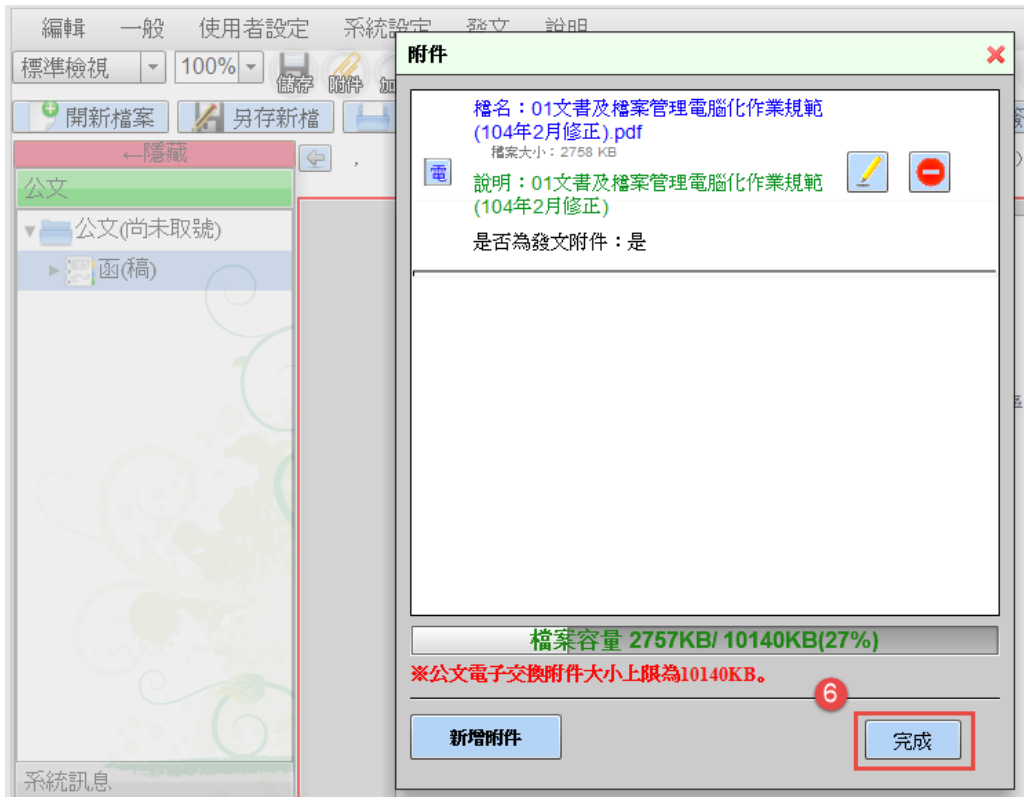 編輯 一般 使用者設定 系統設定 發文 說明
標準檢視 100% 儲存 附件
開新檔案 另存新檔
←隱藏
公文
公文(尚未取號)
函(稿)
系統訊息
附件
檔名：01文書及檔案管理電腦化作業規範
(104年2月修正).pdf
檔案大小：2758 KB
電
說明：01文書及檔案管理電腦化作業規範
(104年2月修正)
是否為發文附件：是
檔案容量 2757KB/ 10140KB(27%)
※公文電子交換附件大小上限為10140KB。
6
新增附件
完成